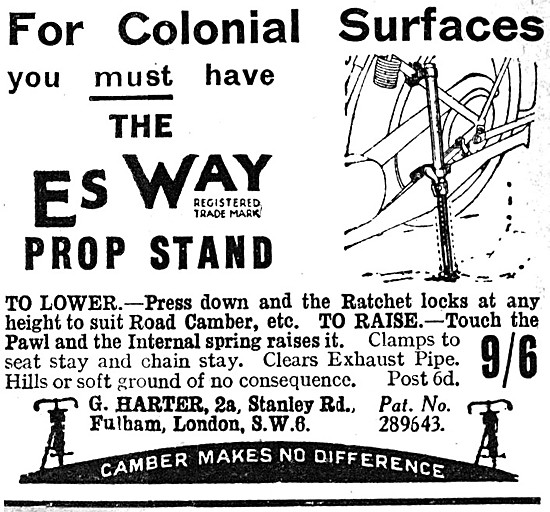 For Colonial Surfaces
you must have
THE
Es WAY
REGISTERED
TRADE MARK
PROP STAND
TO LOWER.—Press down and the Ratchet locks at any
height to suit Road Camber, etc. TO RAISE.—Touch the
Pawl and the Internal spring raises it. Clamps to
seat stay and chain stay. Clears Exhaust Pipe.
Hills or soft ground of no consequence. Post 6d.
9/6
G. HARTER, 2a, Stanley Rd., Pat. No.
Fulham, London, S.W.6. 289643.
CAMBER MAKES NO DIFFERENCE